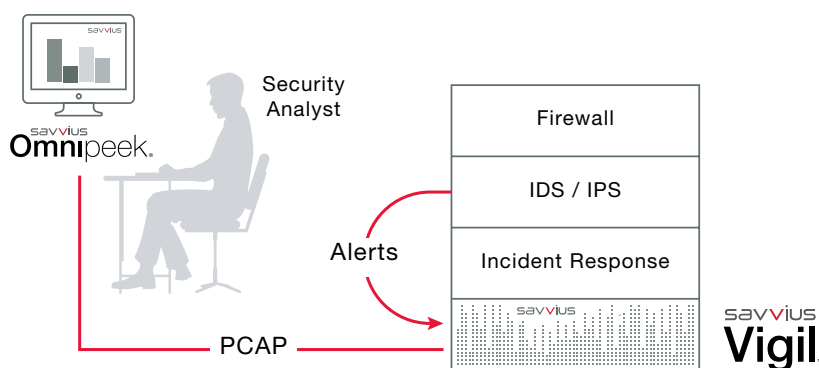 savvius
savvius
Omnipeek.
Security
Analyst
Firewall
IDS / IPS
Alerts
Incident Response
savvius
PCAP
savvius
Vigil.